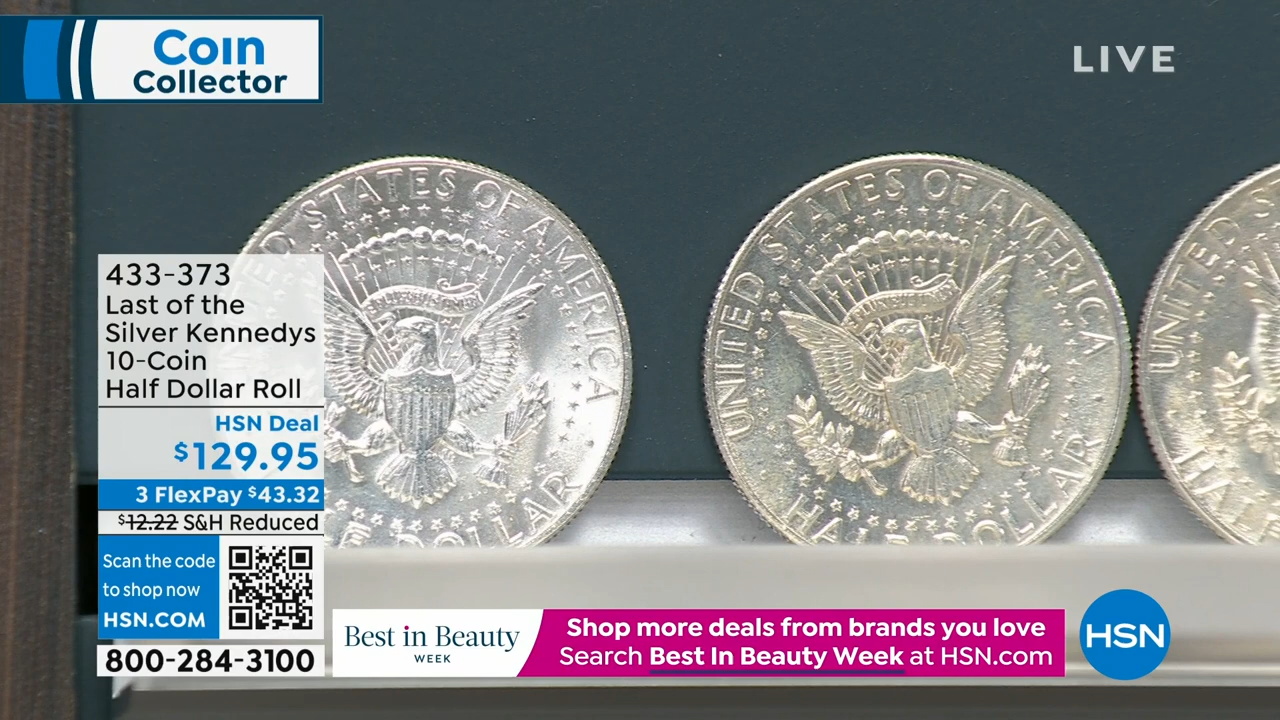 Coin
Collector
LIVE
433-373
Last of the
Silver Kennedys
10-Coin
Half Dollar Roll
HSN Deal
$129.95
3 FlexPay $43.32
$12.22 S&H Reduced
Scan the code
to shop now
HSN.COM
800-284-3100
STATES OF AMERICA
DOLLAR
UNITED STATES OF AMERICA
HALF DOLLAR
UNITED
Best in Beauty
WEEK
Shop more deals from brands you love
Search Best In Beauty Week at HSN.com
HSN